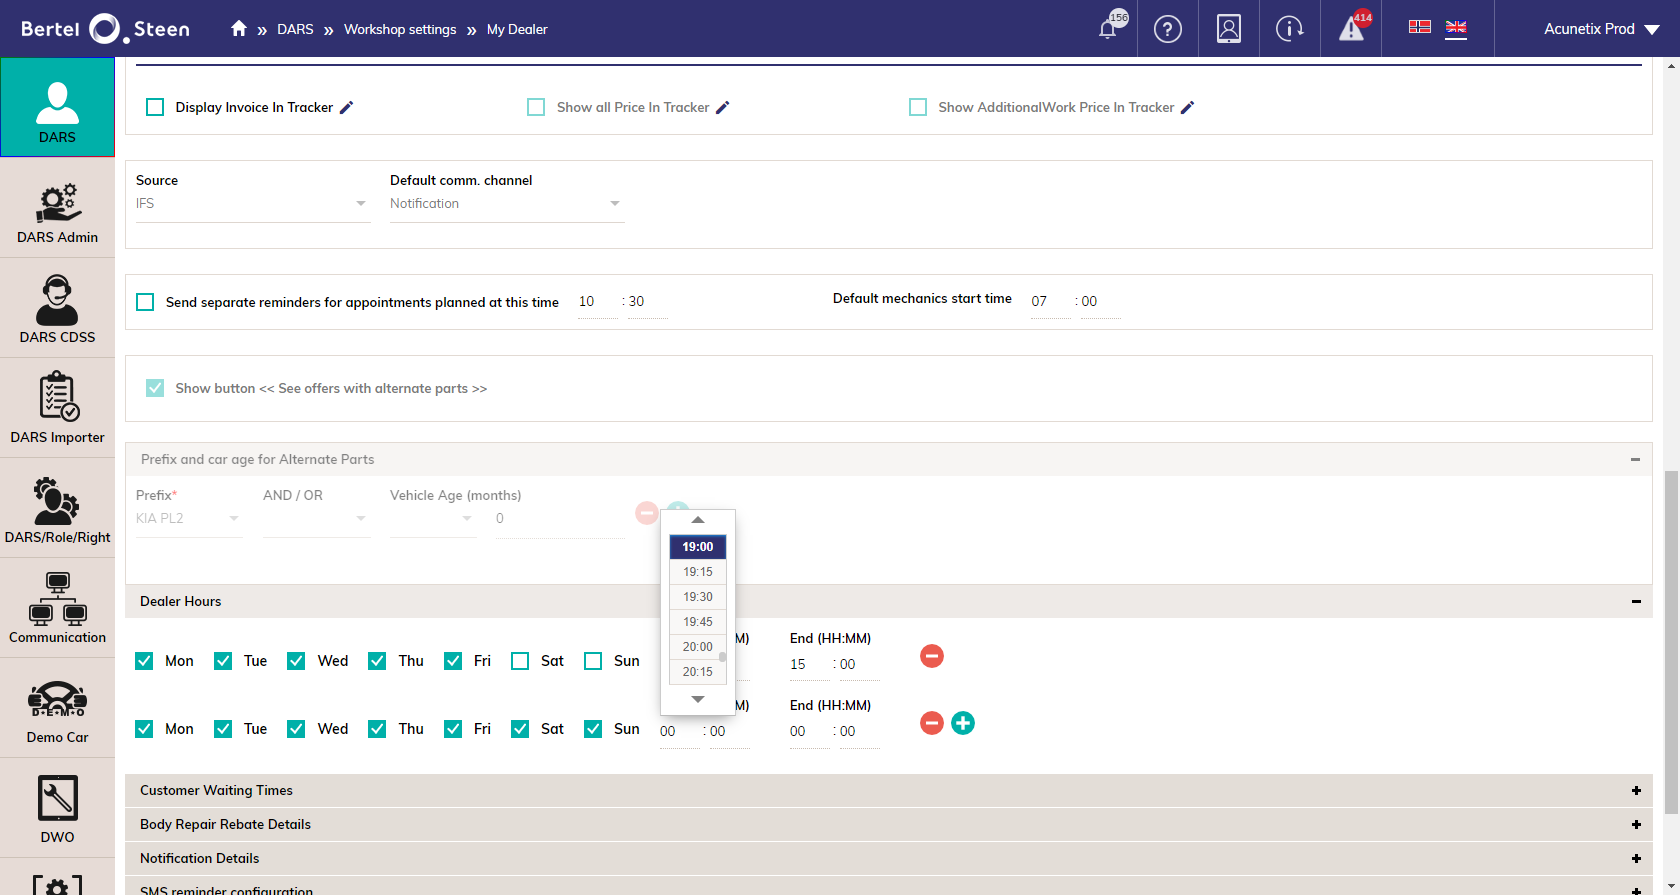 Bertel Steen
DARS » Workshop settings » My Dealer
156
414
Acunetix Prod
DARS
DARS Admin
DARS CDSS
DARS Importer
DARS/Role/Right
Communication
D·E·M·O
Demo Car
DWO
Display Invoice In Tracker
Show all Price In Tracker
Show AdditionalWork Price In Tracker
Source
Default comm. channel
IFS
Notification
Send separate reminders for appointments planned at this time
10 : 30
Default mechanics start time
07 : 00
Show button << See offers with alternate parts >>
Prefix and car age for Alternate Parts
Prefix*
AND / OR
Vehicle Age (months)
KIA PL2
0
19:00
19:15
19:30
19:45
20:00
20:15
Dealer Hours
M)
End (HH:MM)
Mon Tue Wed Thu Fri Sat Sun
15 : 00
M)
End (HH:MM)
Mon Tue Wed Thu Fri Sat Sun
00 : 00
00 : 00
Customer Waiting Times
Body Repair Rebate Details
Notification Details
SMS reminder configuration